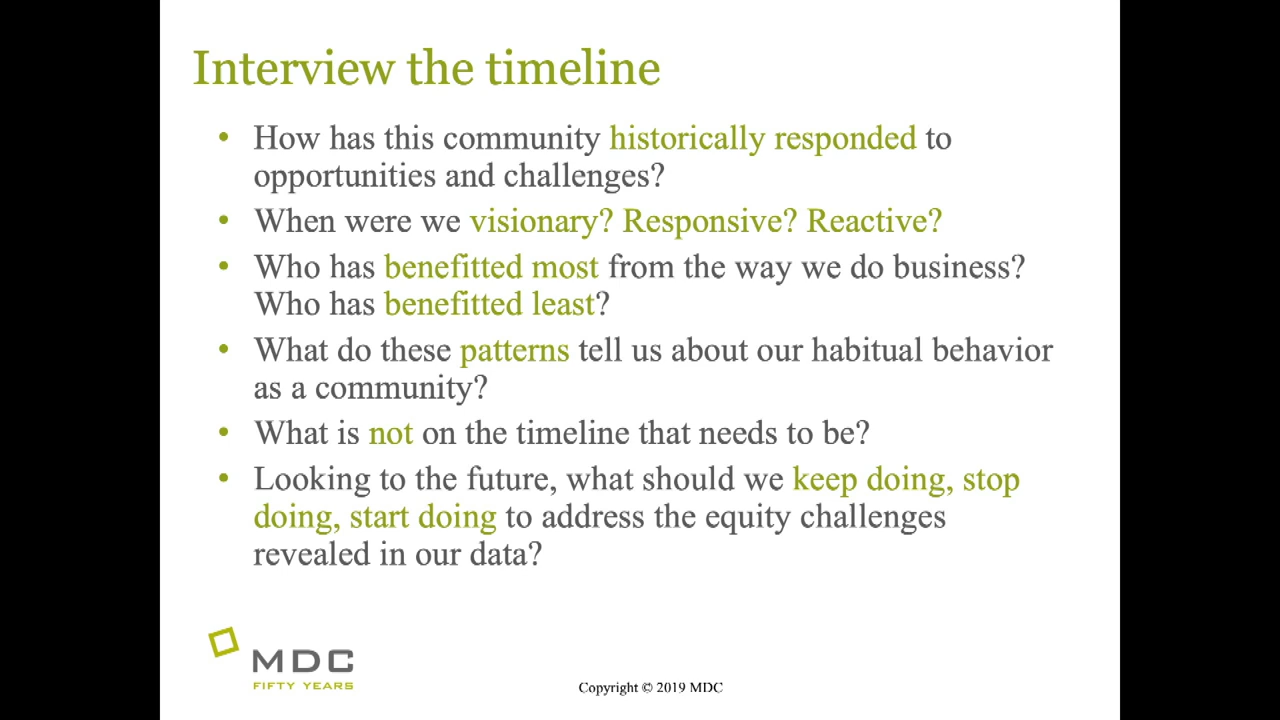 Interview the timeline
• How has this community historically responded to
opportunities and challenges?
• When were we visionary? Responsive? Reactive?
• Who has benefitted most from the way we do business?
Who has benefitted least?
• What do these patterns tell us about our habitual behavior
as a community?
• What is not on the timeline that needs to be?
• Looking to the future, what should we keep doing, stop
doing, start doing to address the equity challenges
revealed in our data?
MDC
FIFTY YEARS
Copyright © 2019 MDC